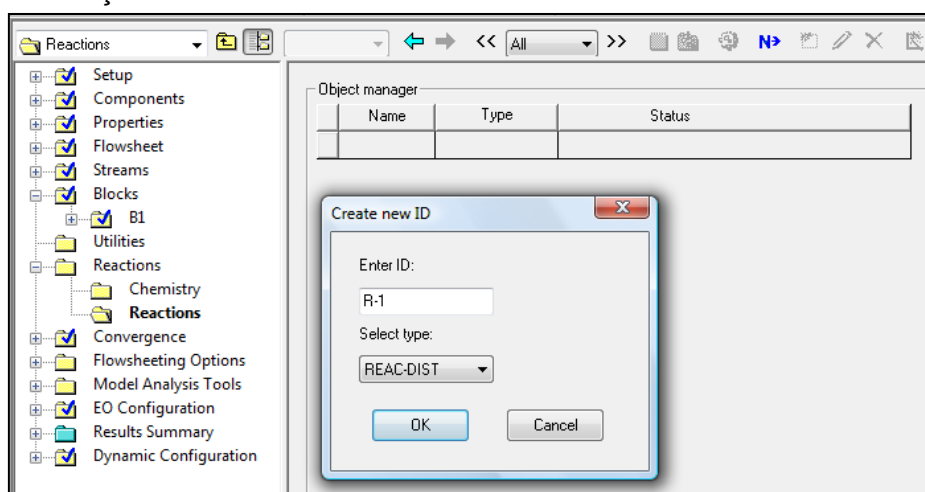 Reactions
<< All >>
N>
Setup
Components
Properties
Flowsheet
Streams
Blocks
B1
Utilities
Reactions
Chemistry
Reactions
Convergence
Flowsheeting Options
Model Analysis Tools
EO Configuration
Results Summary
Dynamic Configuration
Object manager
Name Type Status
Create new ID
Enter ID:
R-1
Select type:
REAC-DIST
OK Cancel